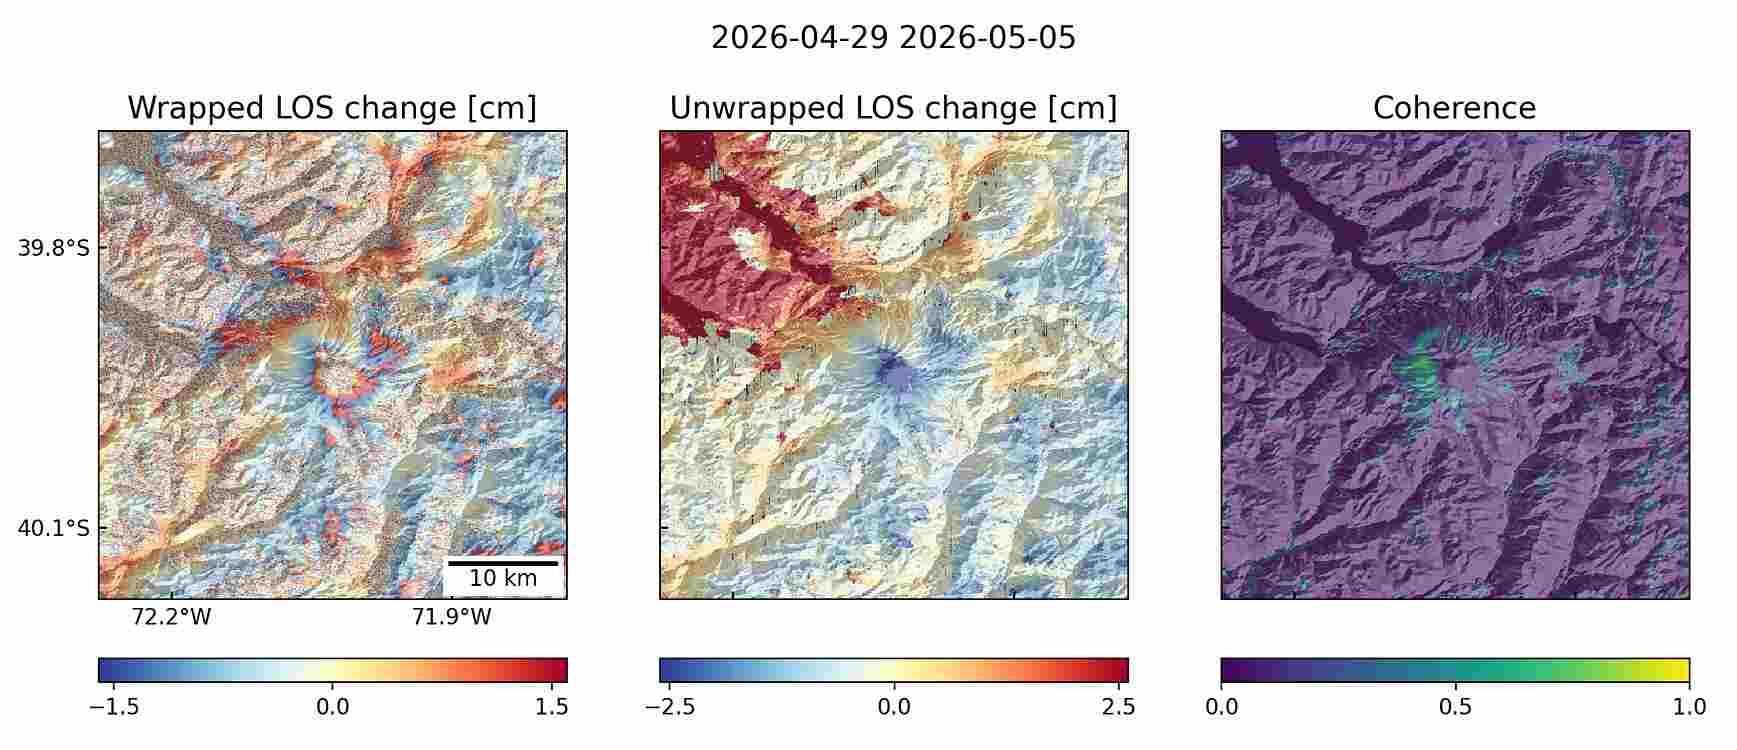 2026-04-29 2026-05-05
Wrapped LOS change [cm]
Unwrapped LOS change [cm]
Coherence
39.8°S
40.1°S
10 km
72.2°W
71.9°W
−1.5
0.0
1.5
−2.5
0.0
2.5
0.0
0.5
1.0